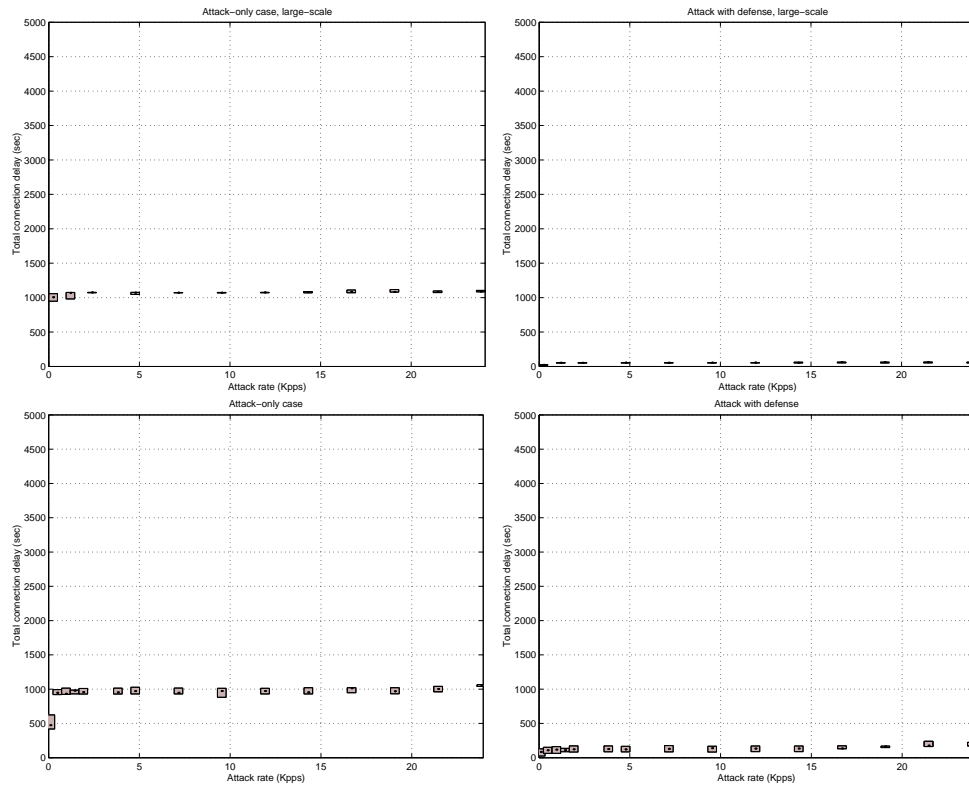 Attack−only case, large−scale
5000
4500
4000
3500
3000
2500
2000
1500
1000
500
0
0 5 10 15 20
Total connection delay (sec)
Attack rate (Kpps)
Attack with defense, large−scale
5000
4500
4000
3500
3000
2500
2000
1500
1000
500
0
0 5 10 15 20
Total connection delay (sec)
Attack rate (Kpps)
Attack−only case
5000
4500
4000
3500
3000
2500
2000
1500
1000
500
0
0 5 10 15 20
Total connection delay (sec)
Attack rate (Kpps)
Attack with defense
5000
4500
4000
3500
3000
2500
2000
1500
1000
500
0
0 5 10 15 20
Total connection delay (sec)
Attack rate (Kpps)